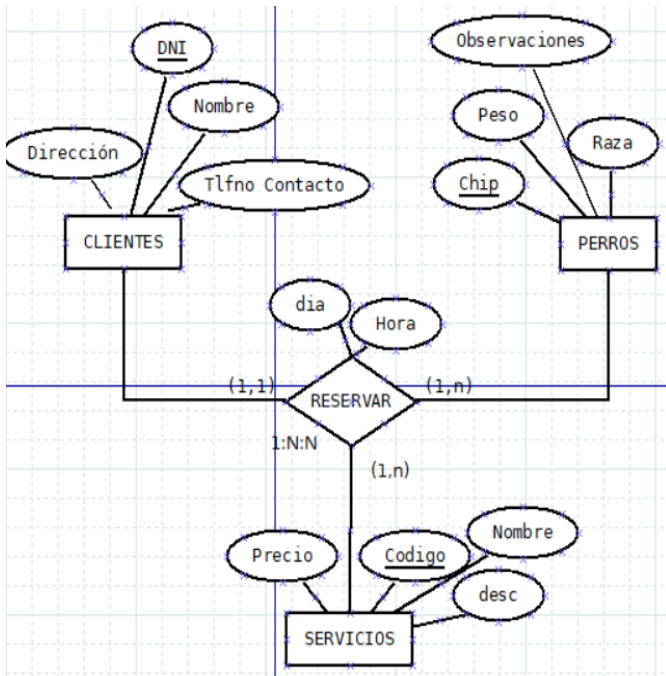 DNI
Observaciones
Nombre
Peso
Dirección
Raza
Tlfno Contacto
Chip
CLIENTES
PERROS
dia
Hora
(1,1)
(1,n)
RESERVAR
1:N:N
(1,n)
Nombre
Precio
Codigo
desc
SERVICIOS